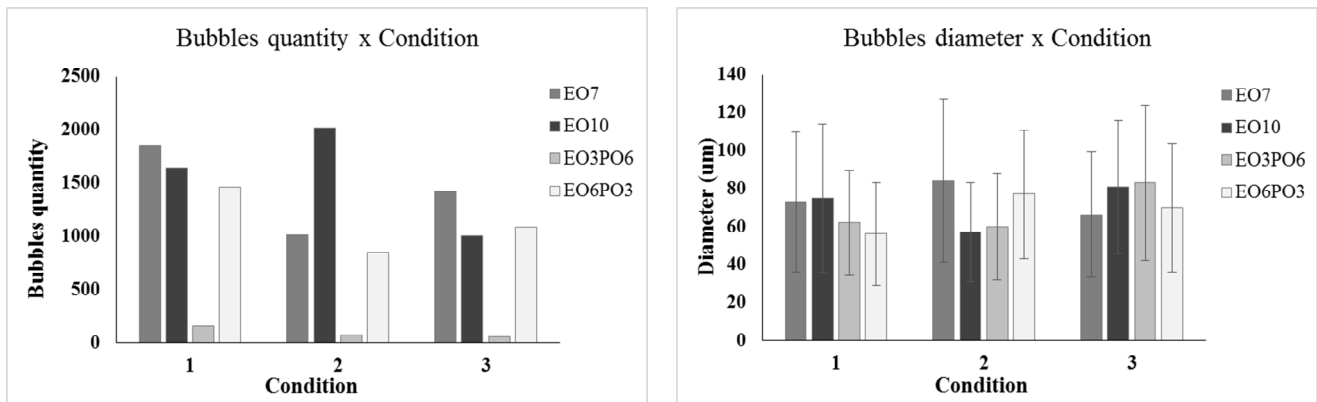 Bubbles quantity x Condition
2500
2000
1500
1000
500
0
Bubbles quantity
1
2
3
Condition
EO7
EO10
EO3PO6
EO6PO3
Bubbles diameter x Condition
140
120
100
80
60
40
20
0
Diameter (um)
1
2
3
Condition
EO7
EO10
EO3PO6
EO6PO3